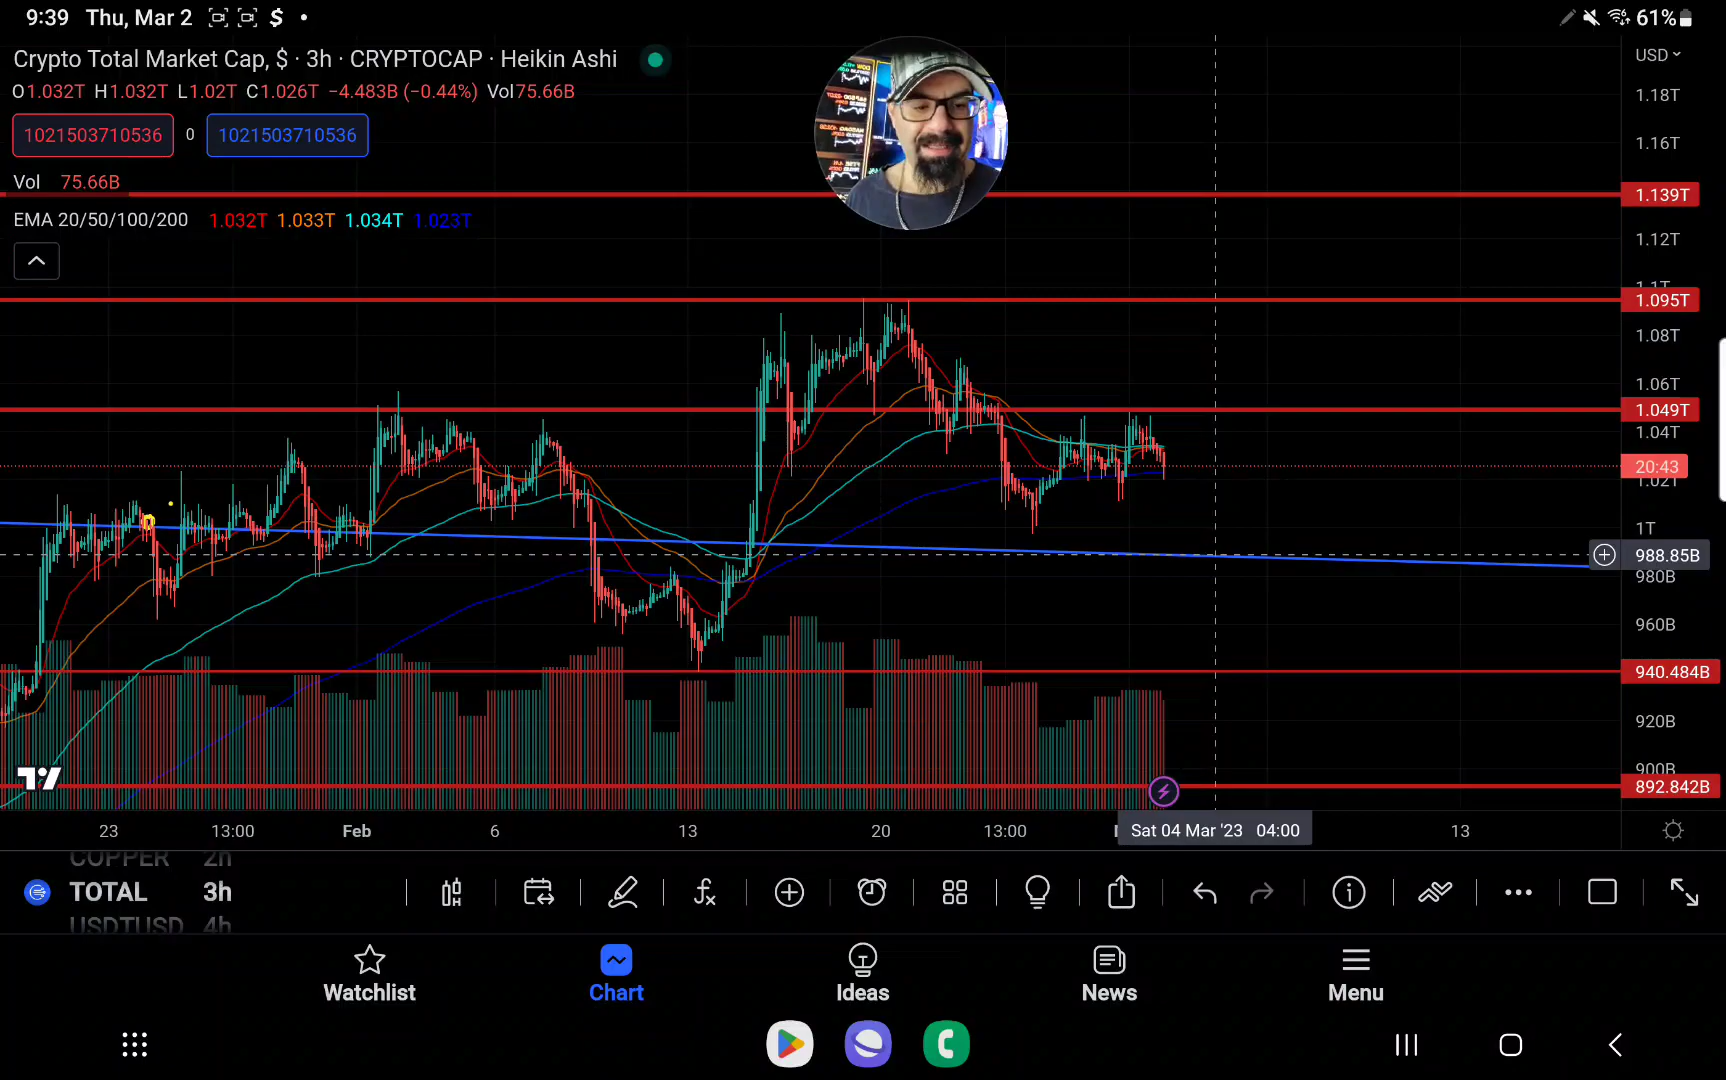 9:39 Thu, Mar 2 $ 61%
Crypto Total Market Cap, $ · 3h · CRYPTOCAP · Heikin Ashi
USD
O1.032T H1.032T L1.02T C1.026T −4.483B (−0.44%) Vol75.66B
1.18T
1021503710536 0 1021503710536
1.16T
Vol 75.66B
1.139T
EMA 20/50/100/200 1.032T 1.033T 1.034T 1.023T
1.12T
1.1T
1.095T
1.08T
1.06T
1.049T
1.04T
20:43
1.02T
1T
988.85B
980B
960B
940.484B
920B
900B
892.842B
23 13:00 Feb 6 13 20 13:00 Sat 04 Mar '23 04:00 13
COPPER 2h
TOTAL 3h
USDTUSD 4h
Watchlist Chart Ideas News Menu